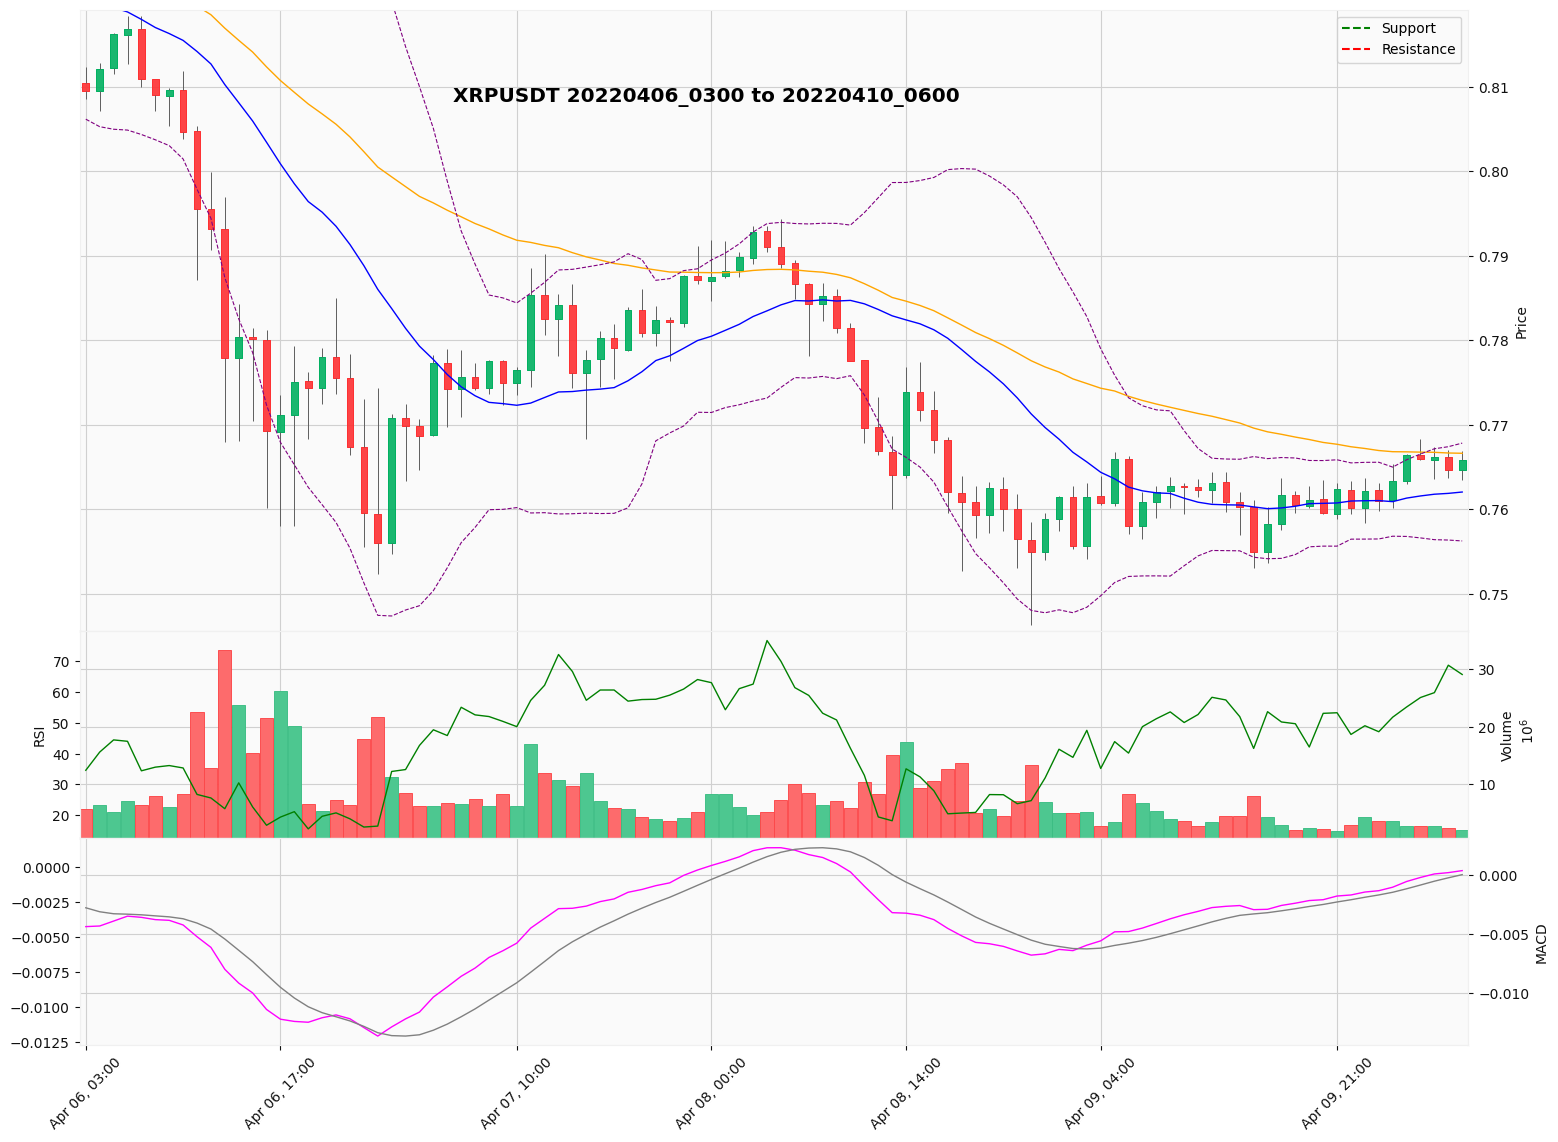 Support
Resistance
XRPUSDT 20220406_0300 to 20220410_0600
0.81
0.80
0.79
0.78
0.77
0.76
0.75
Price
70
60
50
40
30
20
RSI
30
20
10
Volume
10⁶
0.0000
−0.0025
−0.0050
−0.0075
−0.0100
−0.0125
0.000
−0.005
−0.010
MACD
Apr 06, 03:00
Apr 06, 17:00
Apr 07, 10:00
Apr 08, 00:00
Apr 08, 14:00
Apr 09, 04:00
Apr 09, 21:00